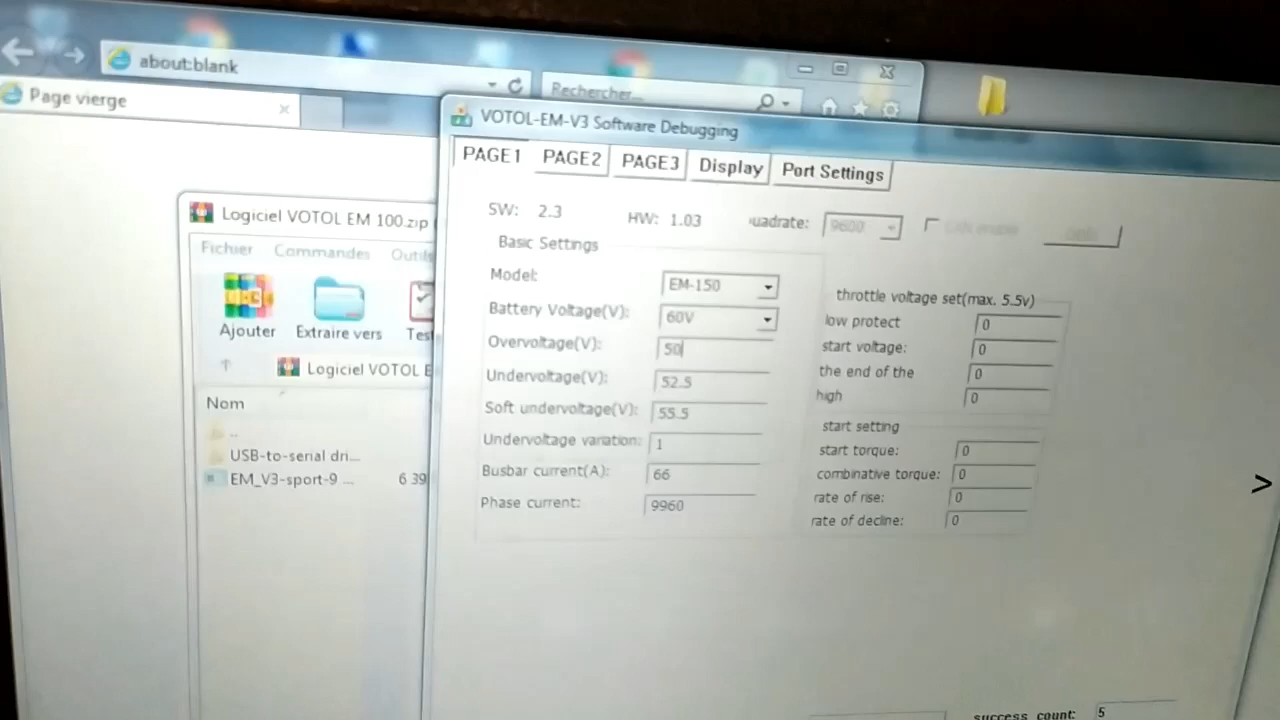 about:blank
Rechercher...
Page vierge
VOTOL-EM-V3 Software Debugging
PAGE1 PAGE2 PAGE3 Display Port Settings
Logiciel VOTOL EM 100.zip
Fichier Commandes Outils
Ajouter Extraire vers Test
Logiciel VOTOL E
Nom
..
USB-to-serial dri...
EM_V3-sport-9 ... 6 39
SW: 2.3 HW: 1.03 uadrate: 9600
Basic Settings
Model: EM-150
Battery Voltage(V): 60V
Overvoltage(V): 50
Undervoltage(V): 52.5
Soft undervoltage(V): 55.5
Undervoltage variation: 1
Busbar current(A): 66
Phase current: 9960
throttle voltage set(max. 5.5v)
low protect 0
start voltage: 0
the end of the 0
high 0
start setting
start torque: 0
combinative torque: 0
rate of rise: 0
rate of decline: 0
>
success count: 5